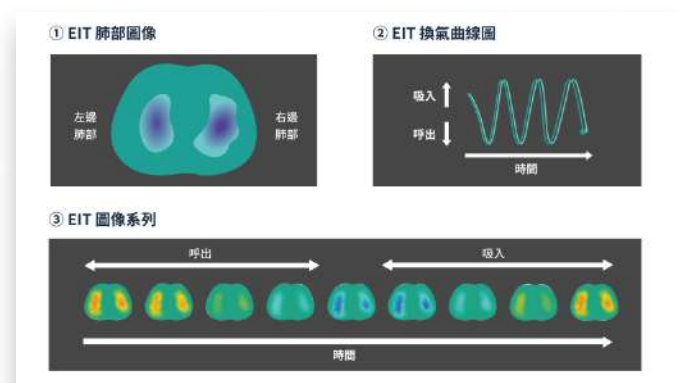 ① EIT 肺部圖像
② EIT 換氣曲線圖
左邊
肺部
右邊
肺部
吸入
呼出
時間
③ EIT 圖像系列
呼出
吸入
時間